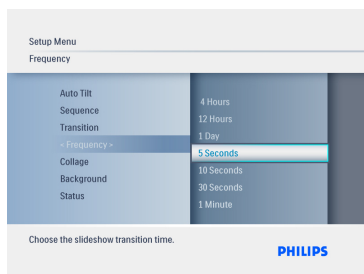 Setup Menu
Frequency
Auto Tilt
Sequence
Transition
< Frequency >
Collage
Background
Status
4 Hours
12 Hours
1 Day
5 Seconds
10 Seconds
30 Seconds
1 Minute
Choose the slideshow transition time.
PHILIPS